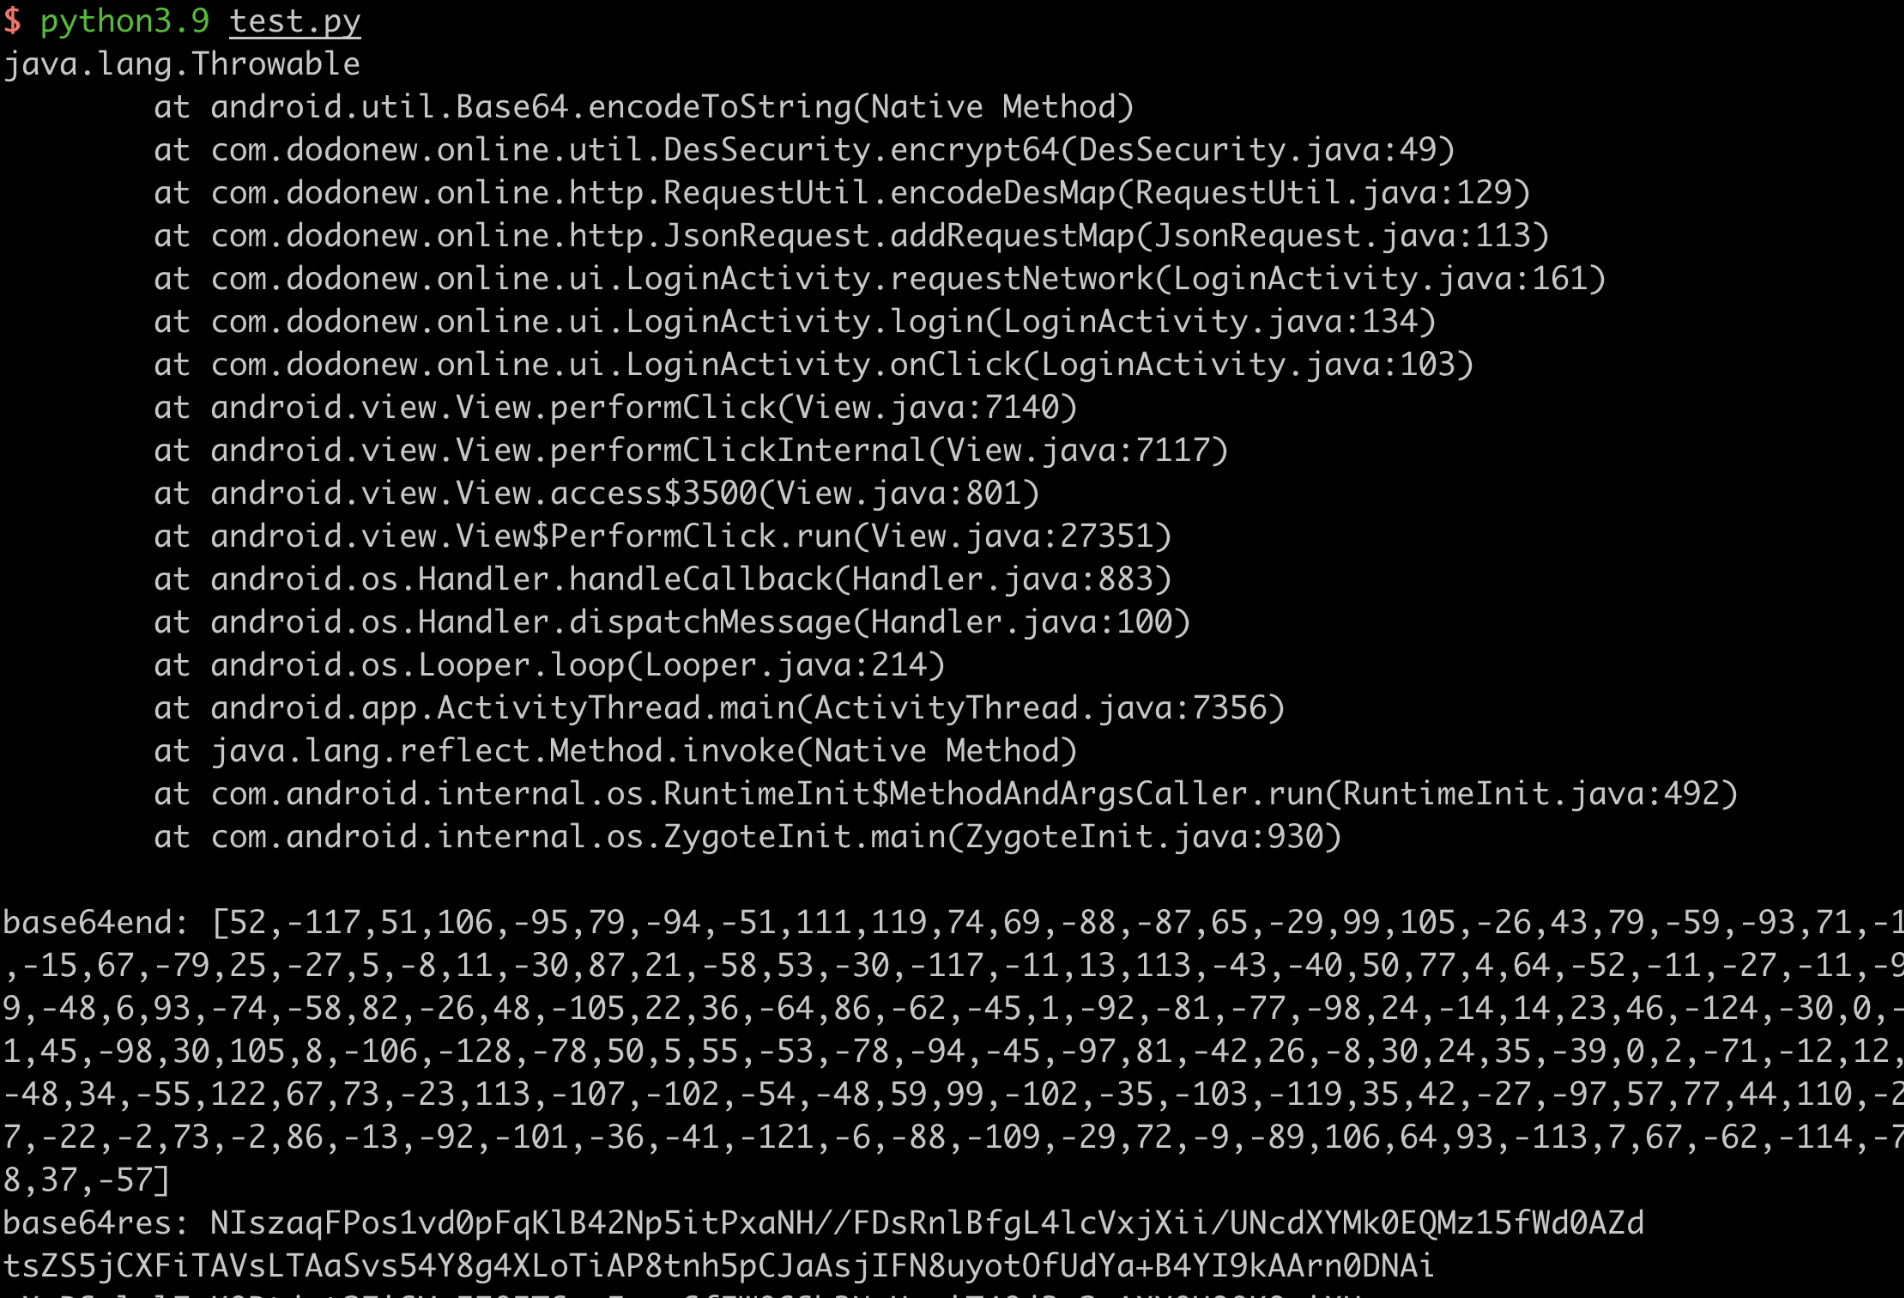 $ python3.9 test.py
java.lang.Throwable
at android.util.Base64.encodeToString(Native Method)
at com.dodonew.online.util.DesSecurity.encrypt64(DesSecurity.java:49)
at com.dodonew.online.http.RequestUtil.encodeDesMap(RequestUtil.java:129)
at com.dodonew.online.http.JsonRequest.addRequestMap(JsonRequest.java:113)
at com.dodonew.online.ui.LoginActivity.requestNetwork(LoginActivity.java:161)
at com.dodonew.online.ui.LoginActivity.login(LoginActivity.java:134)
at com.dodonew.online.ui.LoginActivity.onClick(LoginActivity.java:103)
at android.view.View.performClick(View.java:7140)
at android.view.View.performClickInternal(View.java:7117)
at android.view.View.access$3500(View.java:801)
at android.view.View$PerformClick.run(View.java:27351)
at android.os.Handler.handleCallback(Handler.java:883)
at android.os.Handler.dispatchMessage(Handler.java:100)
at android.os.Looper.loop(Looper.java:214)
at android.app.ActivityThread.main(ActivityThread.java:7356)
at java.lang.reflect.Method.invoke(Native Method)
at com.android.internal.os.RuntimeInit$MethodAndArgsCaller.run(RuntimeInit.java:492)
at com.android.internal.os.ZygoteInit.main(ZygoteInit.java:930)
base64end: [52,-117,51,106,-95,79,-94,-51,111,119,74,69,-88,-87,65,-29,99,105,-26,43,79,-59,-93,71,-1
,-15,67,-79,25,-27,5,-8,11,-30,87,21,-58,53,-30,-117,-11,13,113,-43,-40,50,77,4,64,-52,-11,-27,-11,-9
9,-48,6,93,-74,-58,82,-26,48,-105,22,36,-64,86,-62,-45,1,-92,-81,-77,-98,24,-14,14,23,46,-124,-30,0,-
1,45,-98,30,105,8,-106,-128,-78,50,5,55,-53,-78,-94,-45,-97,81,-42,26,-8,30,24,35,-39,0,2,-71,-12,12,
-48,34,-55,122,67,73,-23,113,-107,-102,-54,-48,59,99,-102,-35,-103,-119,35,42,-27,-97,57,77,44,110,-2
7,-22,-2,73,-2,86,-13,-92,-101,-36,-41,-121,-6,-88,-109,-29,72,-9,-89,106,64,93,-113,7,67,-62,-114,-7
8,37,-57]
base64res: NIszaqFPos1vd0pFqKlB42Np5itPxaNH//FDsRnlBfgL4lcVxjXii/UNcdXYMk0EQMz15fWd0AZd
tsZS5jCXFiTAVsLTAaSvs54Y8g4XLoTiAP8tnh5pCJaAsjIFN8uyotOfUdYa+B4YI9kAArn0DNAi